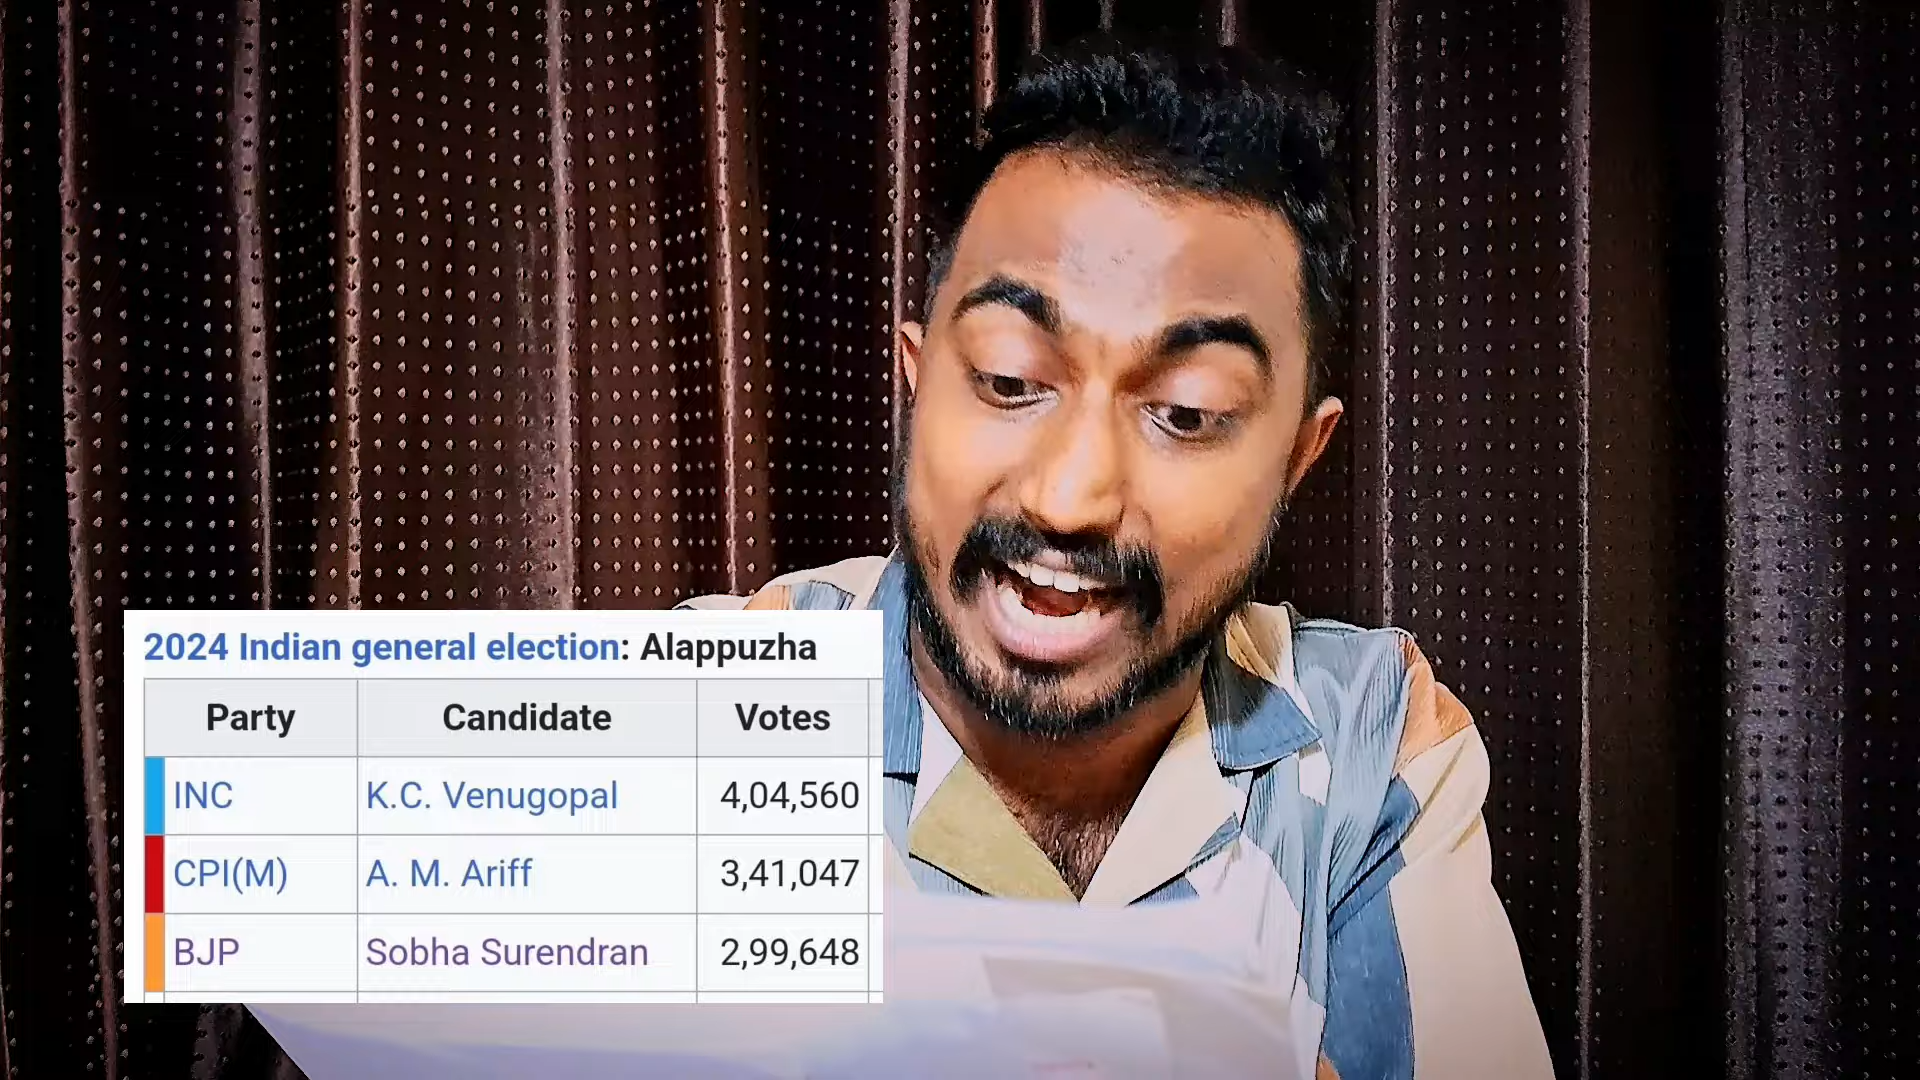 2024 Indian general election: Alappuzha
Party Candidate Votes
INC K.C. Venugopal 4,04,560
CPI(M) A. M. Ariff 3,41,047
BJP Sobha Surendran 2,99,648